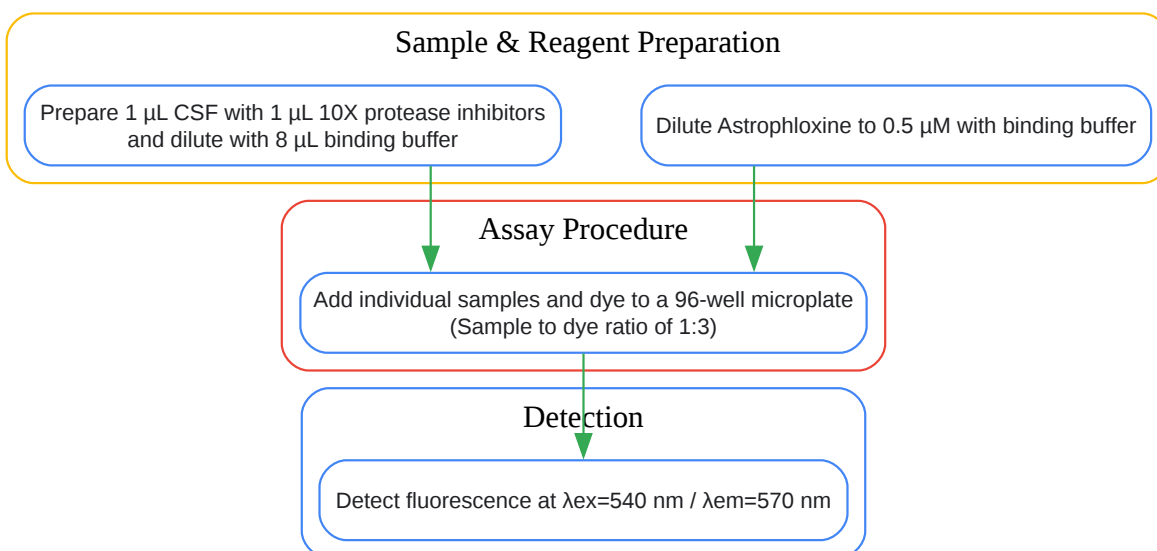 Sample & Reagent Preparation
Prepare 1 µL CSF with 1 µL 10X protease inhibitors
and dilute with 8 µL binding buffer
Dilute Astrophloxine to 0.5 µM with binding buffer
Assay Procedure
Add individual samples and dye to a 96-well microplate
(Sample to dye ratio of 1:3)
Detection
Detect fluorescence at λex=540 nm / λem=570 nm